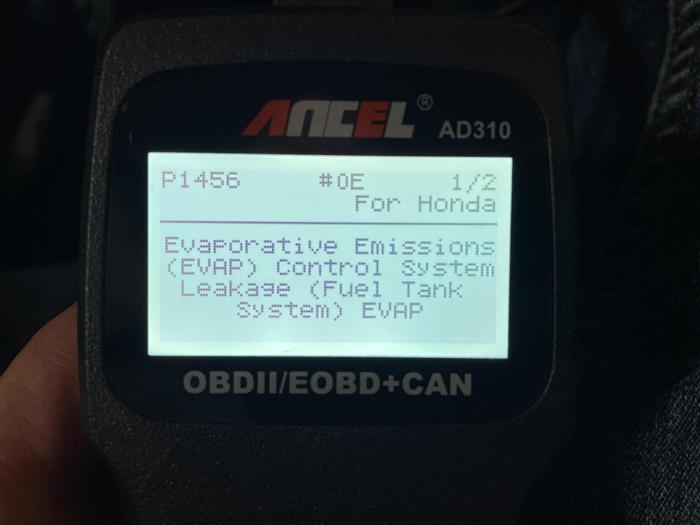 ANCEL® AD310
P1456 #0E 1/2
For Honda
Evaporative Emissions
(EVAP) Control System
Leakage (Fuel Tank
System) EVAP
OBDII/EOBD+CAN